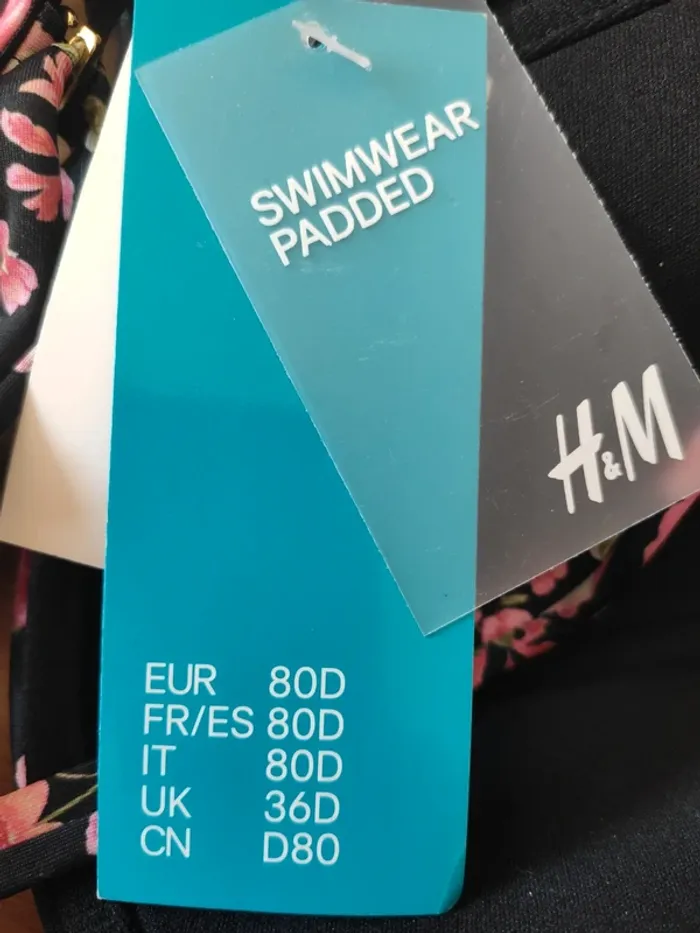 SWIMWEAR
PADDED
H&M
EUR 80D
FR/ES 80D
IT 80D
UK 36D
CN D80